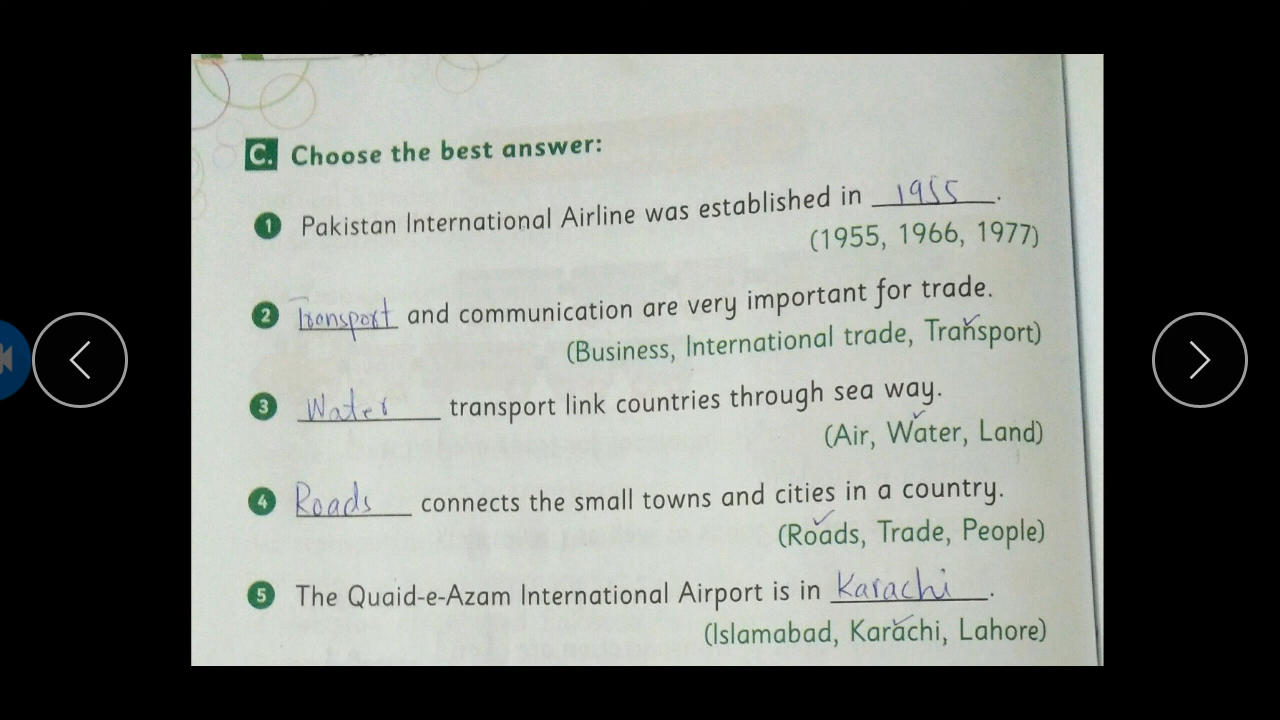 C. Choose the best answer:
1 Pakistan International Airline was established in 1955.
(1955, 1966, 1977)
2 Transport and communication are very important for trade.
(Business, International trade, Transport)
3 Water transport link countries through sea way.
(Air, Water, Land)
4 Roads connects the small towns and cities in a country.
(Roads, Trade, People)
5 The Quaid-e-Azam International Airport is in Karachi.
(Islamabad, Karachi, Lahore)